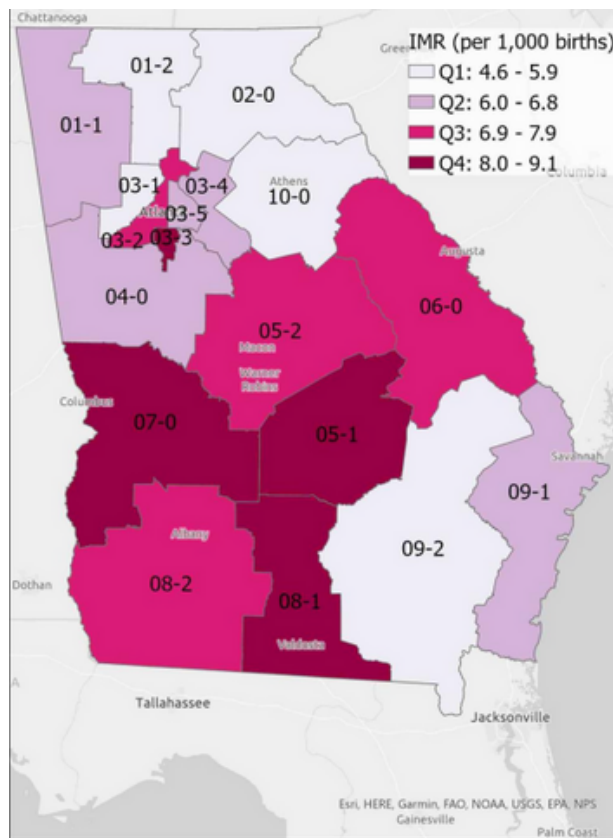 Chattanooga
IMR (per 1,000 births)
Q1: 4.6 - 5.9
Q2: 6.0 - 6.8
Q3: 6.9 - 7.9
Q4: 8.0 - 9.1
01-2
02-0
01-1
03-1
03-4
Athens
10-0
Columbia
03-5
03-2
03-3
Augusta
04-0
05-2
06-0
Macon
Warner
Robins
Columbus
07-0
05-1
Savannah
09-1
Albany
09-2
Dothan
08-2
08-1
Valdosta
Tallahassee
Jacksonville
Esri, HERE, Garmin, FAO, NOAA, USGS, EPA, NPS
Gainesville
Palm Coast